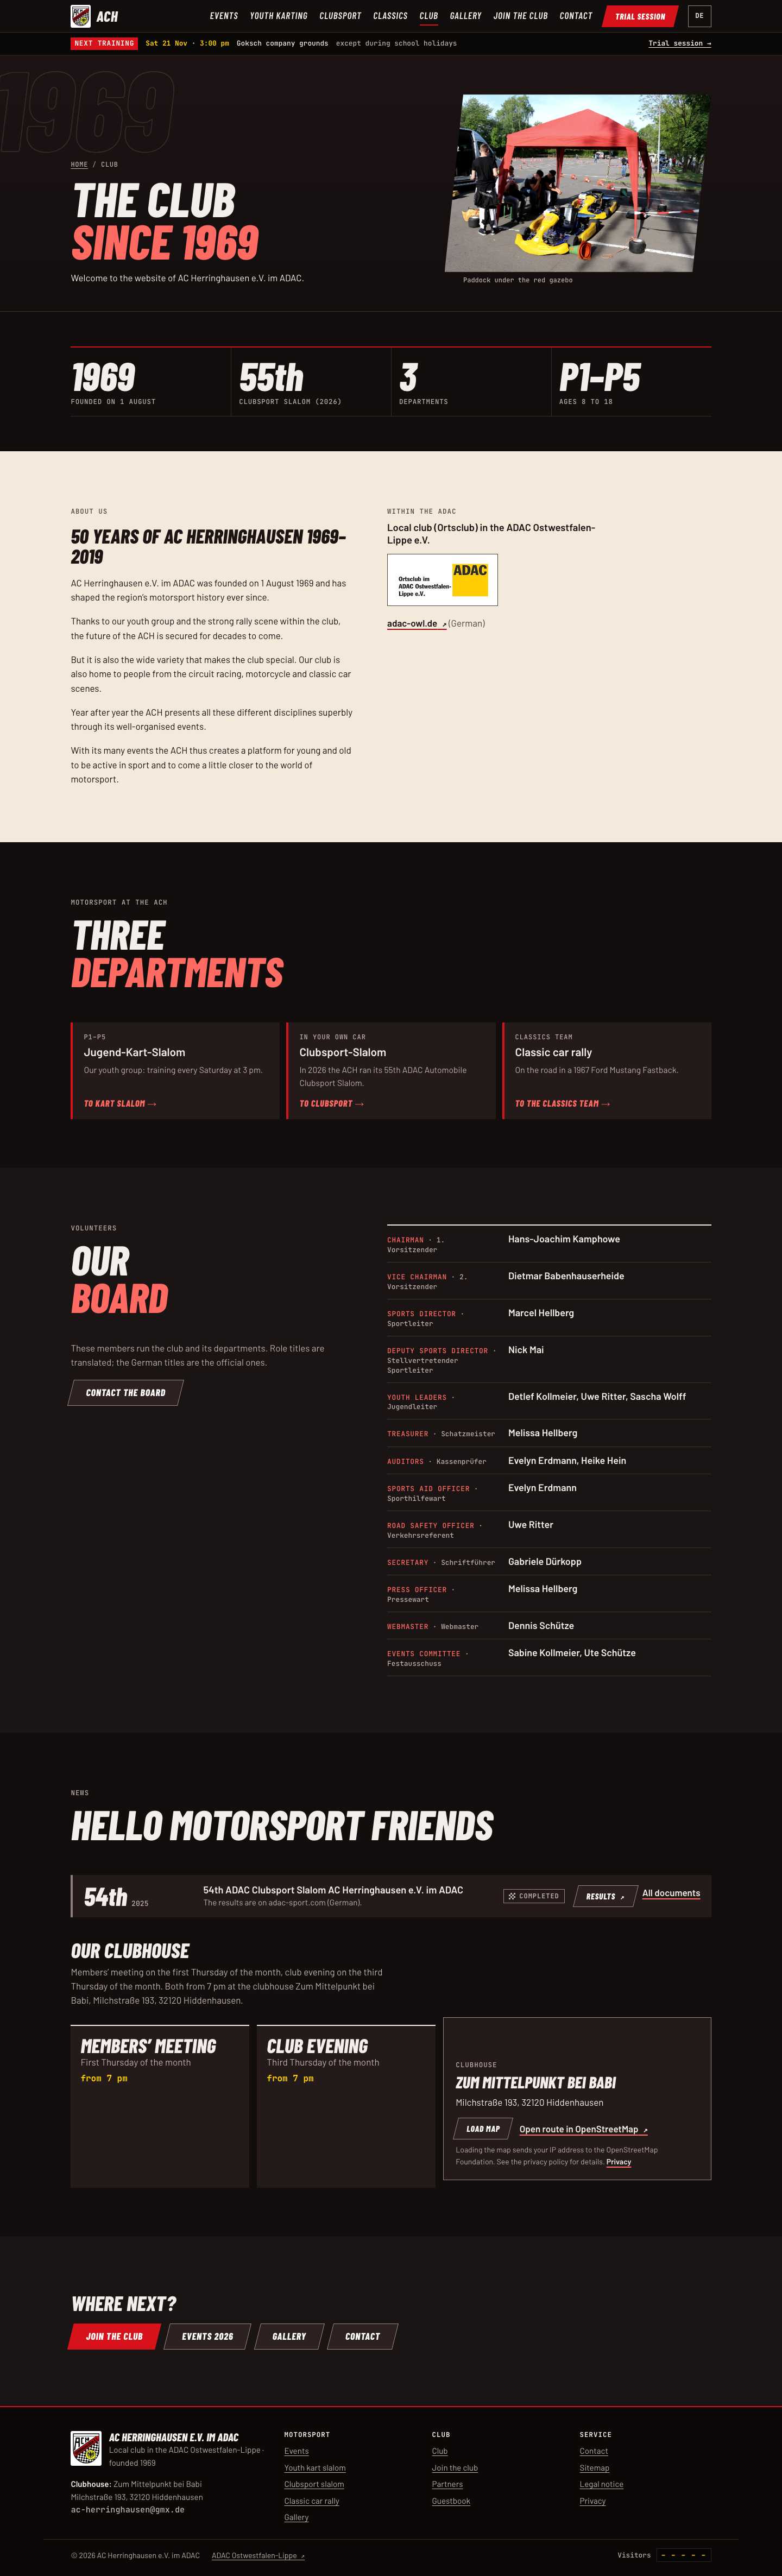 ACH
EVENTS YOUTH KARTING CLUBSPORT CLASSICS CLUB GALLERY JOIN THE CLUB CONTACT TRIAL SESSION DE
NEXT TRAINING Sat 21 Nov · 3:00 pm Goksch company grounds except during school holidays Trial session →
1969
HOME / CLUB
THE CLUB
SINCE 1969
Welcome to the website of AC Herringhausen e.V. im ADAC.
Paddock under the red gazebo
1969
FOUNDED ON 1 AUGUST
55th
CLUBSPORT SLALOM (2026)
3
DEPARTMENTS
P1–P5
AGES 8 TO 18
ABOUT US
50 YEARS OF AC HERRINGHAUSEN 1969–
2019
AC Herringhausen e.V. im ADAC was founded on 1 August 1969 and has
shaped the region's motorsport history ever since.
Thanks to our youth group and the strong rally scene within the club,
the future of the ACH is secured for decades to come.
But it is also the wide variety that makes the club special. Our club is
also home to people from the circuit racing, motorcycle and classic car
scenes.
Year after year the ACH presents all these different disciplines superbly
through its well-organised events.
With its many events the ACH thus creates a platform for young and old
to be active in sport and to come a little closer to the world of
motorsport.
WITHIN THE ADAC
Local club (Ortsclub) in the ADAC Ostwestfalen-
Lippe e.V.
ADAC
Ortsclub im
ADAC Ostwestfalen-
Lippe e.V.
adac-owl.de ↗ (German)
MOTORSPORT AT THE ACH
THREE
DEPARTMENTS
P1–P5
Jugend-Kart-Slalom
Our youth group: training every Saturday at 3 pm.
TO KART SLALOM →
IN YOUR OWN CAR
Clubsport-Slalom
In 2026 the ACH ran its 55th ADAC Automobile
Clubsport Slalom.
TO CLUBSPORT →
CLASSICS TEAM
Classic car rally
On the road in a 1967 Ford Mustang Fastback.
TO THE CLASSICS TEAM →
VOLUNTEERS
OUR
BOARD
These members run the club and its departments. Role titles are
translated; the German titles are the official ones.
CONTACT THE BOARD
CHAIRMAN · 1.
Vorsitzender
Hans-Joachim Kamphowe
VICE CHAIRMAN · 2.
Vorsitzender
Dietmar Babenhauserheide
SPORTS DIRECTOR ·
Sportleiter
Marcel Hellberg
DEPUTY SPORTS DIRECTOR ·
Stellvertretender
Sportleiter
Nick Mai
YOUTH LEADERS ·
Jugendleiter
Detlef Kollmeier, Uwe Ritter, Sascha Wolff
TREASURER · Schatzmeister
Melissa Hellberg
AUDITORS · Kassenprüfer
Evelyn Erdmann, Heike Hein
SPORTS AID OFFICER ·
Sporthilfewart
Evelyn Erdmann
ROAD SAFETY OFFICER ·
Verkehrsreferent
Uwe Ritter
SECRETARY · Schriftführer
Gabriele Dürkopp
PRESS OFFICER ·
Pressewart
Melissa Hellberg
WEBMASTER · Webmaster
Dennis Schütze
EVENTS COMMITTEE ·
Festausschuss
Sabine Kollmeier, Ute Schütze
NEWS
HELLO MOTORSPORT FRIENDS
54th 2025
54th ADAC Clubsport Slalom AC Herringhausen e.V. im ADAC
The results are on adac-sport.com (German).
COMPLETED
RESULTS ↗
All documents
OUR CLUBHOUSE
Members' meeting on the first Thursday of the month, club evening on the third
Thursday of the month. Both from 7 pm at the clubhouse Zum Mittelpunkt bei
Babi, Milchstraße 193, 32120 Hiddenhausen.
MEMBERS' MEETING
First Thursday of the month
from 7 pm
CLUB EVENING
Third Thursday of the month
from 7 pm
CLUBHOUSE
ZUM MITTELPUNKT BEI BABI
Milchstraße 193, 32120 Hiddenhausen
LOAD MAP
Open route in OpenStreetMap ↗
Loading the map sends your IP address to the OpenStreetMap
Foundation. See the privacy policy for details. Privacy
WHERE NEXT?
JOIN THE CLUB EVENTS 2026 GALLERY CONTACT
AC HERRINGHAUSEN E.V. IM ADAC
Local club in the ADAC Ostwestfalen-Lippe ·
founded 1969
Clubhouse: Zum Mittelpunkt bei Babi
Milchstraße 193, 32120 Hiddenhausen
ac-herringhausen@gmx.de
MOTORSPORT
Events
Youth kart slalom
Clubsport slalom
Classic car rally
Gallery
CLUB
Club
Join the club
Partners
Guestbook
SERVICE
Contact
Sitemap
Legal notice
Privacy
© 2026 AC Herringhausen e.V. im ADAC ADAC Ostwestfalen-Lippe ↗
Visitors – – – – –